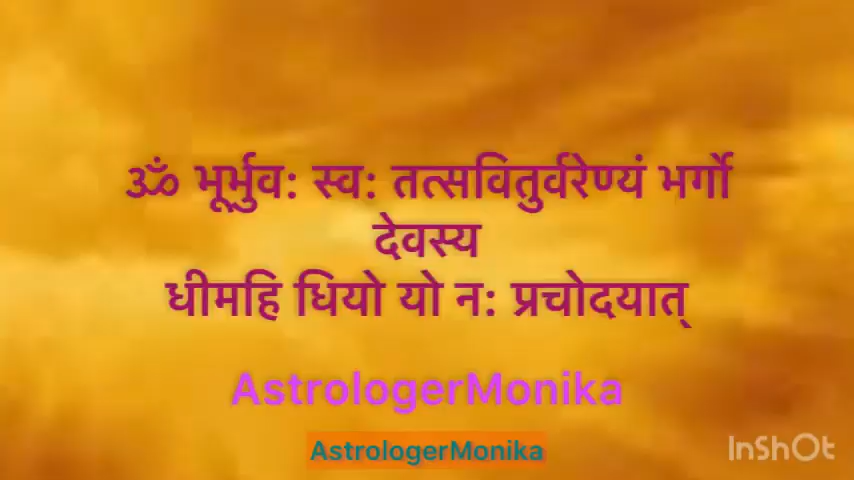 ॐ भूर्भुव: स्व: तत्सवितुर्वरेण्यं भर्गो
देवस्य
धीमहि धियो यो न: प्रचोदयात्
AstrologerMonika
AstrologerMonika
InShOt